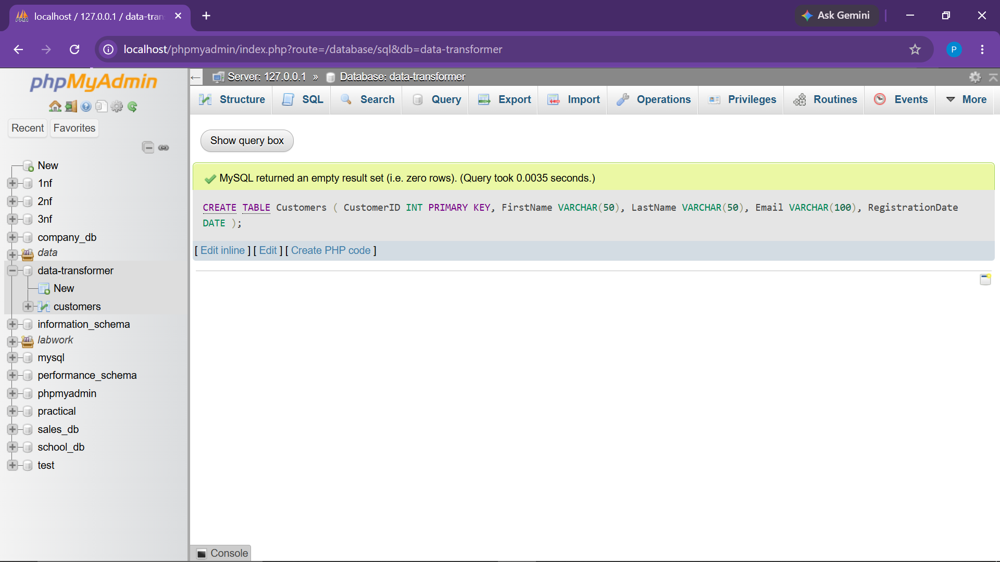 localhost / 127.0.0.1 / data-tran
Ask Gemini
localhost/phpmyadmin/index.php?route=/database/sql&db=data-transformer
P
phpMyAdmin
Recent
Favorites
New
1nf
2nf
3nf
company_db
data
data-transformer
New
customers
information_schema
labwork
mysql
performance_schema
phpmyadmin
practical
sales_db
school_db
test
Server: 127.0.0.1 » Database: data-transformer
Structure SQL Search Query Export Import Operations Privileges Routines Events More
Show query box
MySQL returned an empty result set (i.e. zero rows). (Query took 0.0035 seconds.)
CREATE TABLE Customers ( CustomerID INT PRIMARY KEY, FirstName VARCHAR(50), LastName VARCHAR(50), Email VARCHAR(100), RegistrationDate
DATE );
[ Edit inline ] [ Edit ] [ Create PHP code ]
Console